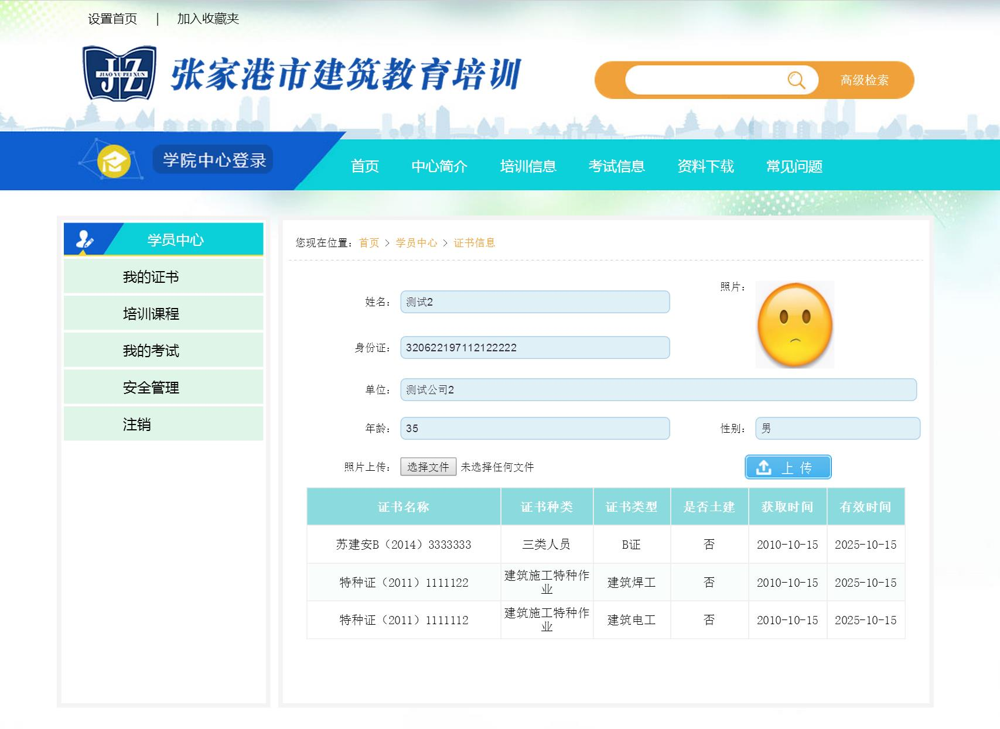 设置首页 | 加入收藏夹
JZ
JIAO YU PEI XUN
张家港市建筑教育培训
高级检索
学院中心登录
首页 中心简介 培训信息 考试信息 资料下载 常见问题
学员中心
我的证书
培训课程
我的考试
安全管理
注销
您现在位置：首页 > 学员中心 > 证书信息
照片：
姓名： 测试2
身份证： 320622197112122222
单位： 测试公司2
年龄： 35 性别： 男
照片上传： 选择文件 未选择任何文件 上传
证书名称 证书种类 证书类型 是否土建 获取时间 有效时间
苏建安B（2014）3333333 三类人员 B证 否 2010-10-15 2025-10-15
特种证（2011）1111122 建筑施工特种作业 建筑焊工 否 2010-10-15 2025-10-15
特种证（2011）1111112 建筑施工特种作业 建筑电工 否 2010-10-15 2025-10-15